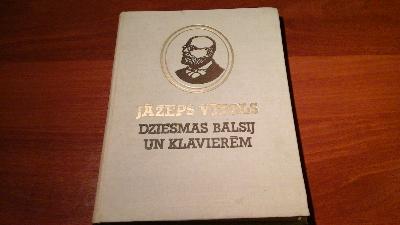 JĀZEPS VĪTOLS
DZIESMAS BALSIJ
UN KLAVIERĒM